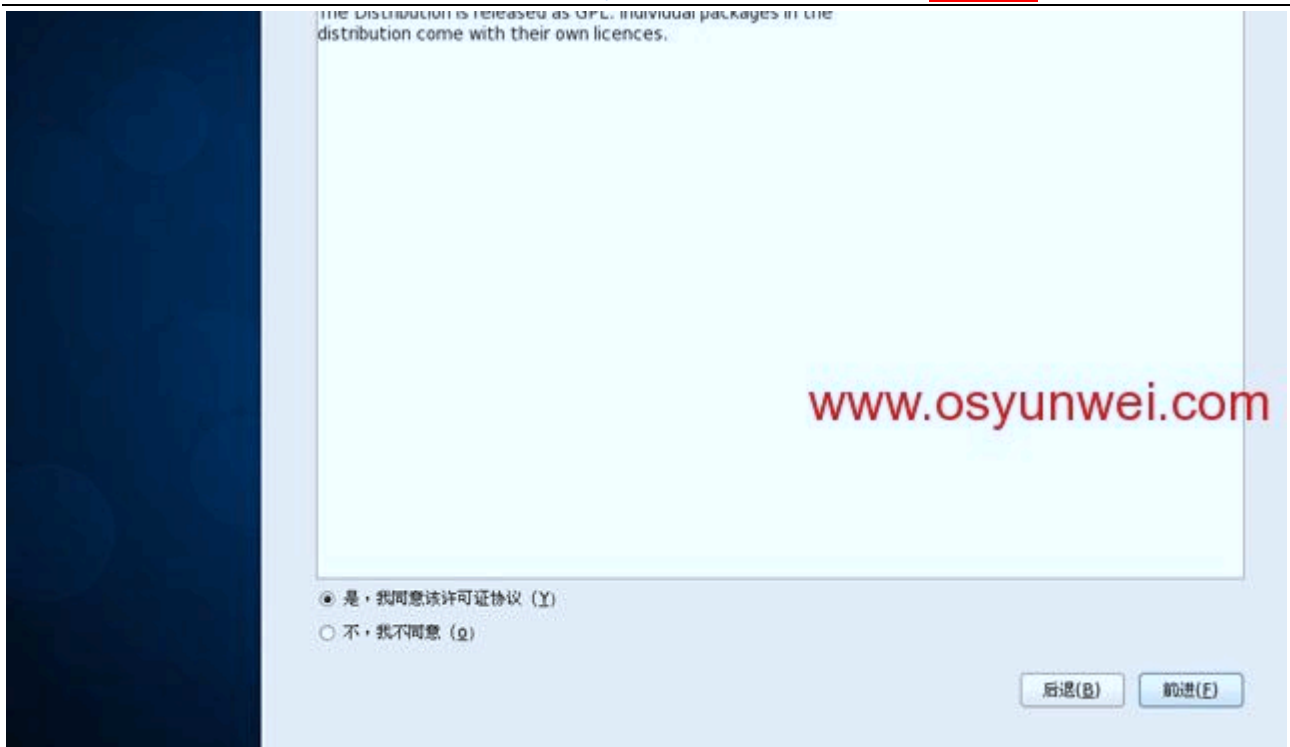 The Distribution is released as GPL. Individual packages in the
distribution come with their own licences.
www.osyunwei.com
是，我同意该许可证协议（Y）
不，我不同意（o）
后退(B)
前进(F)